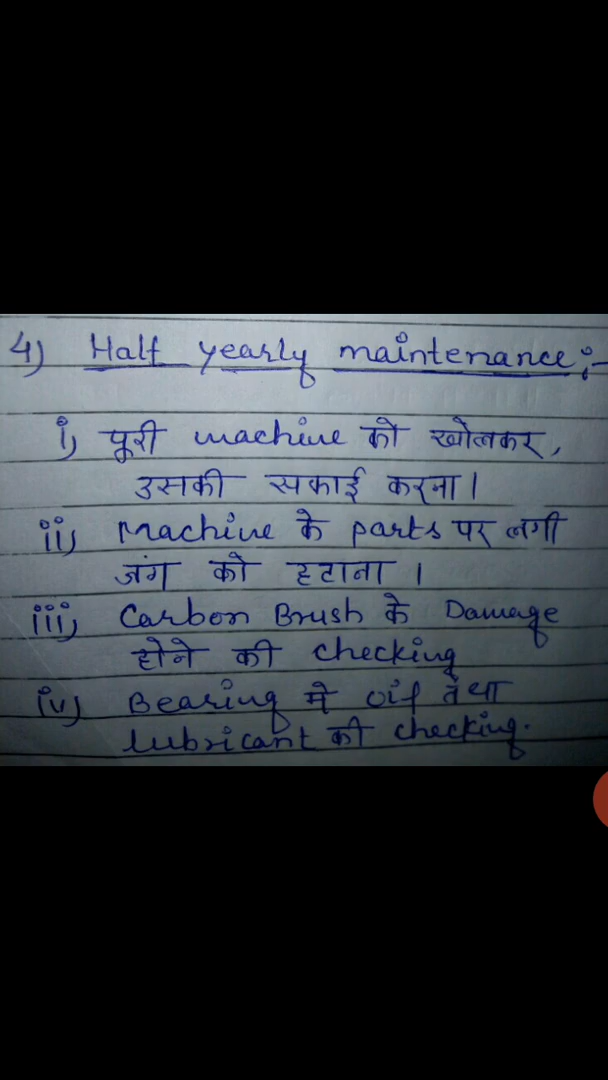 4) Half yearly maintenance:-
i) पूरी machine को खोलकर,
उसकी सफाई करना।
ii) Machine के parts पर लगी
जंग को हटाना ।
iii) Carbon Brush के Damage
होने की checking
iv) Bearing मे oil तथा
lubricant की checking.